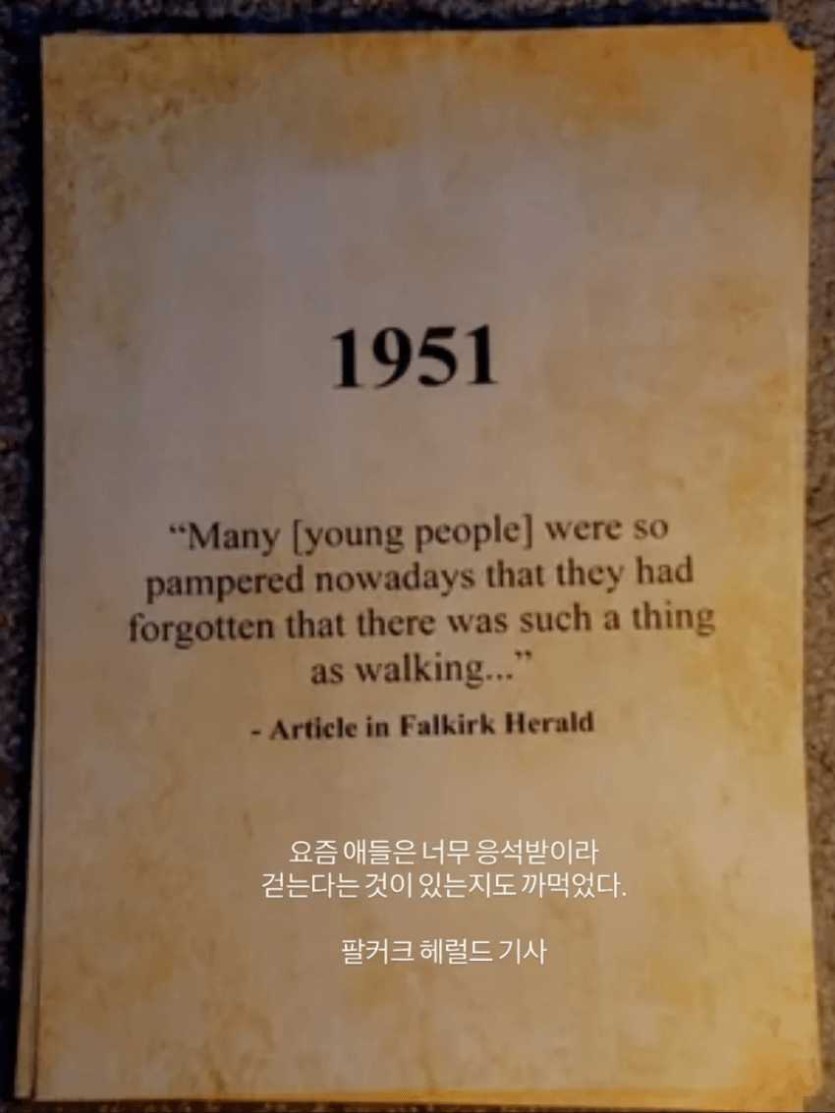 1951
“Many [young people] were so
pampered nowadays that they had
forgotten that there was such a thing
as walking...”
- Article in Falkirk Herald
요즘 애들은 너무 응석받이라
걷는다는 것이 있는지도 까먹었다.
팔커크 헤럴드 기사